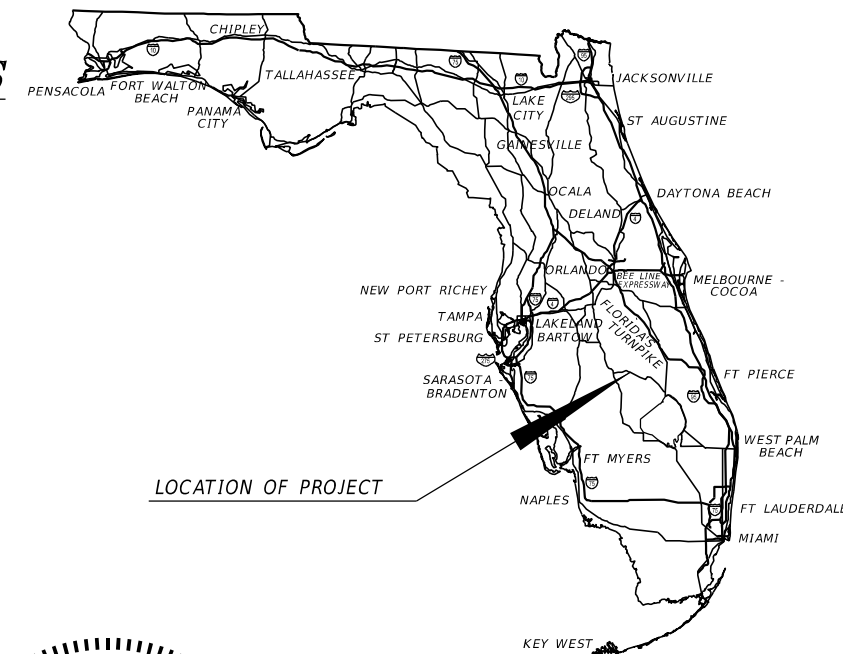 CHIPLEY
PENSACOLA
FORT WALTON
BEACH
PANAMA
CITY
TALLAHASSEE
JACKSONVILLE
LAKE
CITY
ST AUGUSTINE
GAINESVILLE
OCALA
DAYTONA BEACH
DELAND
ORLANDO
BEE LINE
EXPRESSWAY
MELBOURNE -
COCOA
NEW PORT RICHEY
TAMPA
ST PETERSBURG
LAKELAND
BARTOW
FLORIDA'S
TURNPIKE
SARASOTA -
BRADENTON
FT PIERCE
WEST PALM
BEACH
FT MYERS
LOCATION OF PROJECT
NAPLES
FT LAUDERDAL
MIAMI
KEY WEST